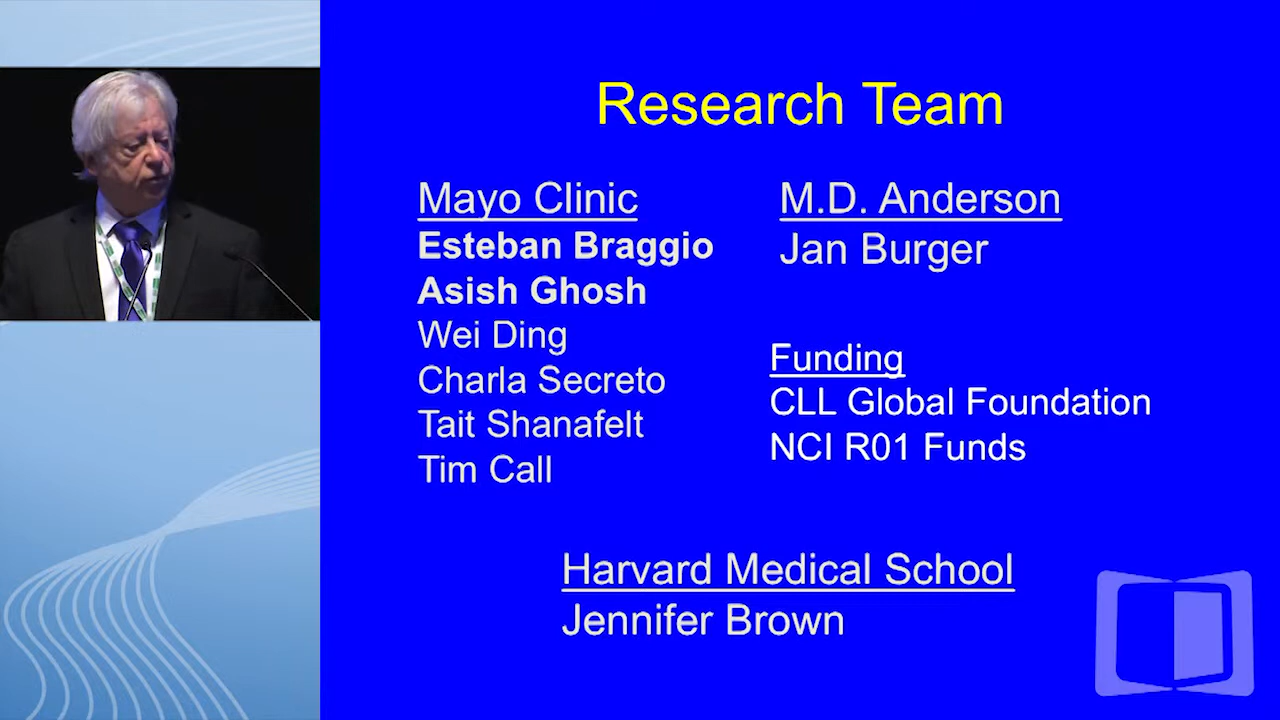 Research Team
Mayo Clinic
Esteban Braggio
Asish Ghosh
Wei Ding
Charla Secreto
Tait Shanafelt
Tim Call
M.D. Anderson
Jan Burger
Funding
CLL Global Foundation
NCI R01 Funds
Harvard Medical School
Jennifer Brown